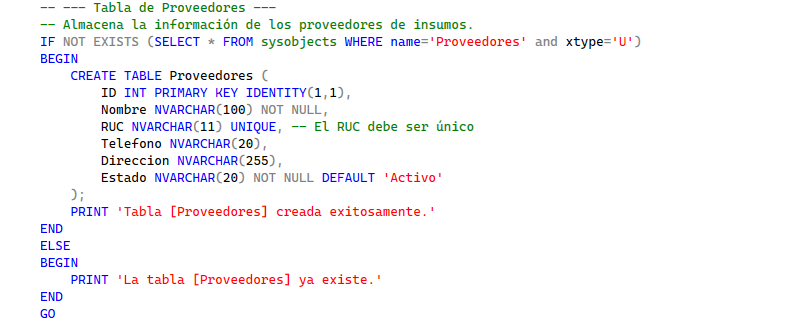 -- --- Tabla de Proveedores ---
-- Almacena la información de los proveedores de insumos.
IF NOT EXISTS (SELECT * FROM sysobjects WHERE name='Proveedores' and xtype='U')
BEGIN
    CREATE TABLE Proveedores (
        ID INT PRIMARY KEY IDENTITY(1,1),
        Nombre NVARCHAR(100) NOT NULL,
        RUC NVARCHAR(11) UNIQUE, -- El RUC debe ser único
        Telefono NVARCHAR(20),
        Direccion NVARCHAR(255),
        Estado NVARCHAR(20) NOT NULL DEFAULT 'Activo'
    );
    PRINT 'Tabla [Proveedores] creada exitosamente.'
END
ELSE
BEGIN
    PRINT 'La tabla [Proveedores] ya existe.'
END
GO